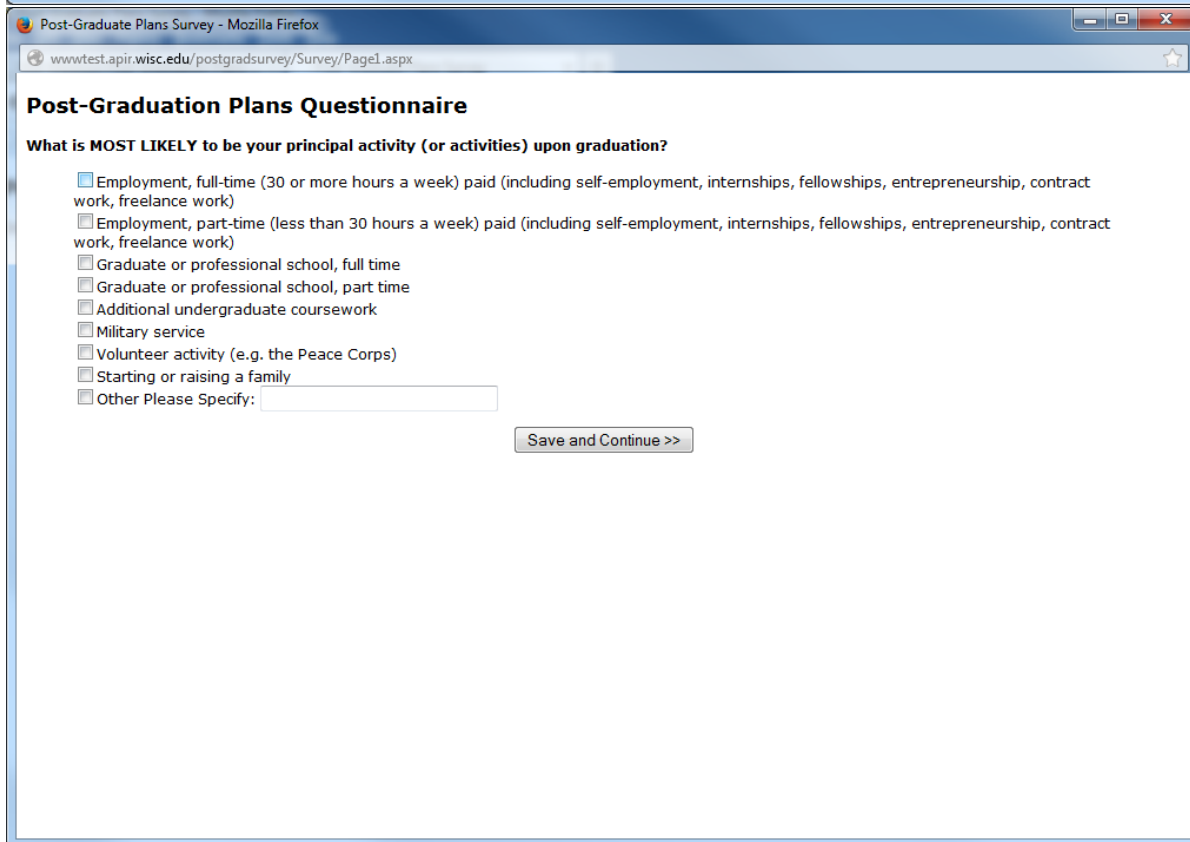 Post-Graduate Plans Survey - Mozilla Firefox
wwwtest.apir.wisc.edu/postgradsurvey/Survey/Page1.aspx
Post-Graduation Plans Questionnaire
What is MOST LIKELY to be your principal activity (or activities) upon graduation?
Employment, full-time (30 or more hours a week) paid (including self-employment, internships, fellowships, entrepreneurship, contract
work, freelance work)
Employment, part-time (less than 30 hours a week) paid (including self-employment, internships, fellowships, entrepreneurship, contract
work, freelance work)
Graduate or professional school, full time
Graduate or professional school, part time
Additional undergraduate coursework
Military service
Volunteer activity (e.g. the Peace Corps)
Starting or raising a family
Other Please Specify:
Save and Continue >>